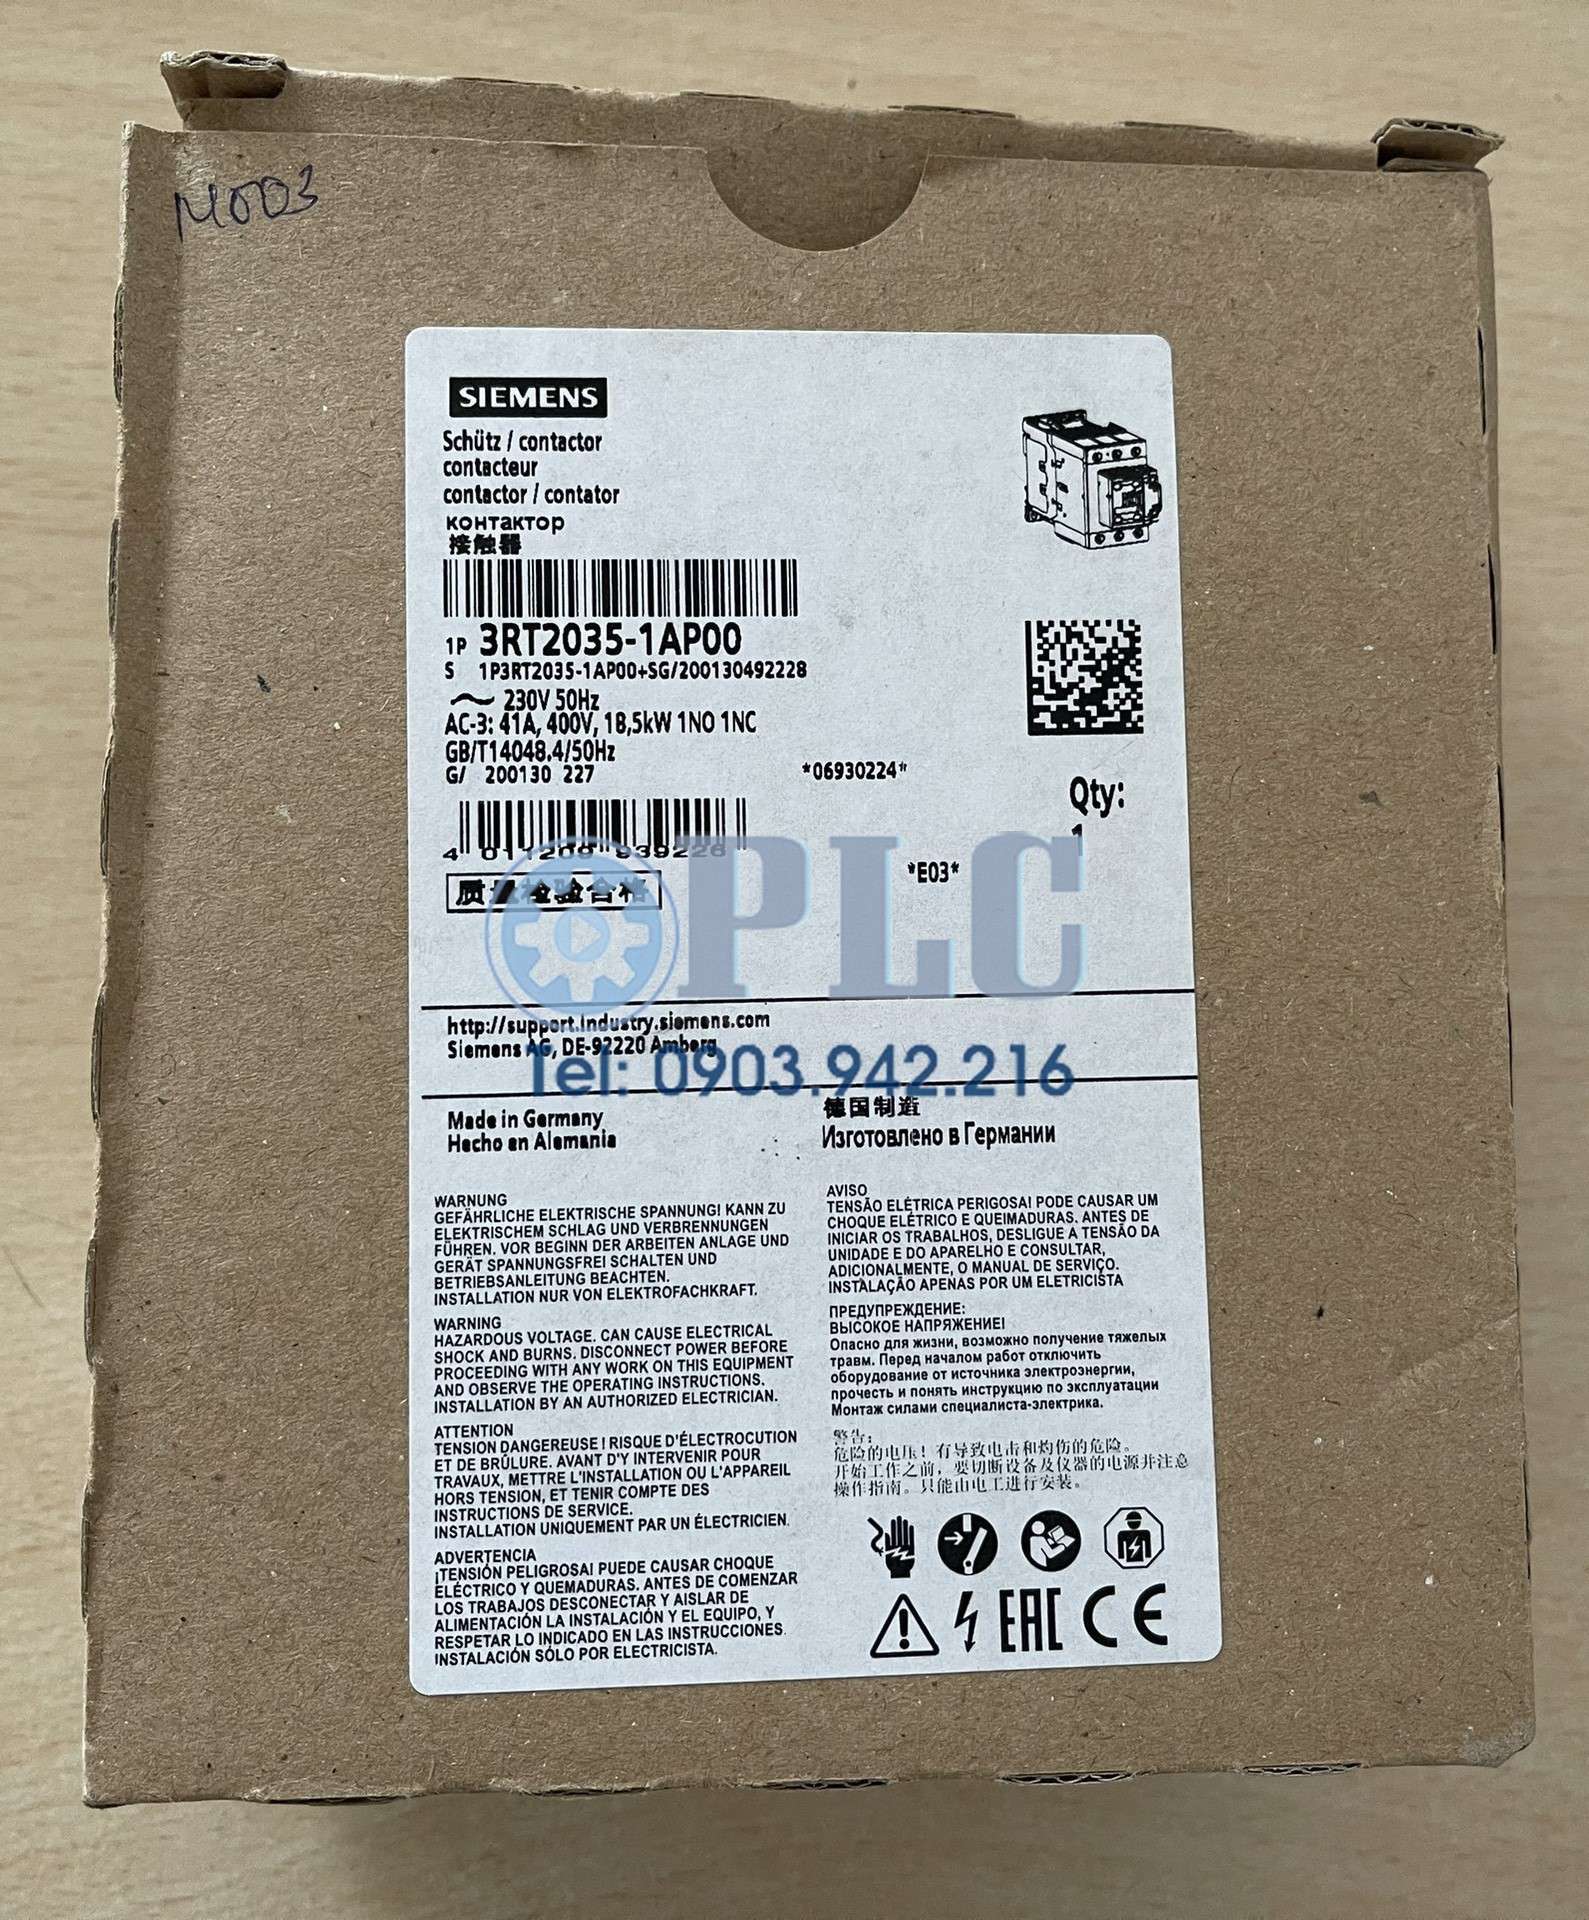 M003
SIEMENS
Schütz / contactor
contacteur
contactor / contator
контактор
接触器
1P 3RT2035-1AP00
S 1P3RT2035-1AP00+SG/200130492228
230V 50Hz
AC-3: 41A, 400V, 18,5kW 1NO 1NC
GB/T14048.4/50Hz
G/ 200130 227
*06930224*
Qty:
1
4 011209 939226
*E03*
质量检验合格
PLC
http://support.industry.siemens.com
Siemens AG, DE-92220 Amberg
Tel: 0903.942.216
Made in Germany
Hecho en Alemania
德国制造
Изготовлено в Германии
WARNUNG
GEFÄHRLICHE ELEKTRISCHE SPANNUNG! KANN ZU
ELEKTRISCHEM SCHLAG UND VERBRENNUNGEN
FÜHREN. VOR BEGINN DER ARBEITEN ANLAGE UND
GERÄT SPANNUNGSFREI SCHALTEN UND
BETRIEBSANLEITUNG BEACHTEN.
INSTALLATION NUR VON ELEKTROFACHKRAFT.
WARNING
HAZARDOUS VOLTAGE. CAN CAUSE ELECTRICAL
SHOCK AND BURNS. DISCONNECT POWER BEFORE
PROCEEDING WITH ANY WORK ON THIS EQUIPMENT
AND OBSERVE THE OPERATING INSTRUCTIONS.
INSTALLATION BY AN AUTHORIZED ELECTRICIAN.
ATTENTION
TENSION DANGEREUSE ! RISQUE D'ÉLECTROCUTION
ET DE BRÛLURE. AVANT D'Y INTERVENIR POUR
TRAVAUX, METTRE L'INSTALLATION OU L'APPAREIL
HORS TENSION, ET TENIR COMPTE DES
INSTRUCTIONS DE SERVICE.
INSTALLATION UNIQUEMENT PAR UN ÉLECTRICIEN.
ADVERTENCIA
¡TENSIÓN PELIGROSA! PUEDE CAUSAR CHOQUE
ELÉCTRICO Y QUEMADURAS. ANTES DE COMENZAR
LOS TRABAJOS DESCONECTAR Y AISLAR DE
ALIMENTACIÓN LA INSTALACIÓN Y EL EQUIPO, Y
RESPETAR LO INDICADO EN LAS INSTRUCCIONES.
INSTALACIÓN SÓLO POR ELECTRICISTA.
AVISO
TENSÃO ELÉTRICA PERIGOSA! PODE CAUSAR UM
CHOQUE ELÉTRICO E QUEIMADURAS. ANTES DE
INICIAR OS TRABALHOS, DESLIGUE A TENSÃO DA
UNIDADE E DO APARELHO E CONSULTAR,
ADICIONALMENTE, O MANUAL DE SERVIÇO.
INSTALAÇÃO APENAS POR UM ELETRICISTA
ПРЕДУПРЕЖДЕНИЕ:
ВЫСОКОЕ НАПРЯЖЕНИЕ!
Опасно для жизни, возможно получение тяжелых
травм. Перед началом работ отключить
оборудование от источника электроэнергии,
прочесть и понять инструкцию по эксплуатации
Монтаж силами специалиста-электрика.
警告:
危险的电压！有导致电击和灼伤的危险。
开始工作之前，要切断设备及仪器的电源并注意
操作指南。只能由电工进行安装。
EAC CE